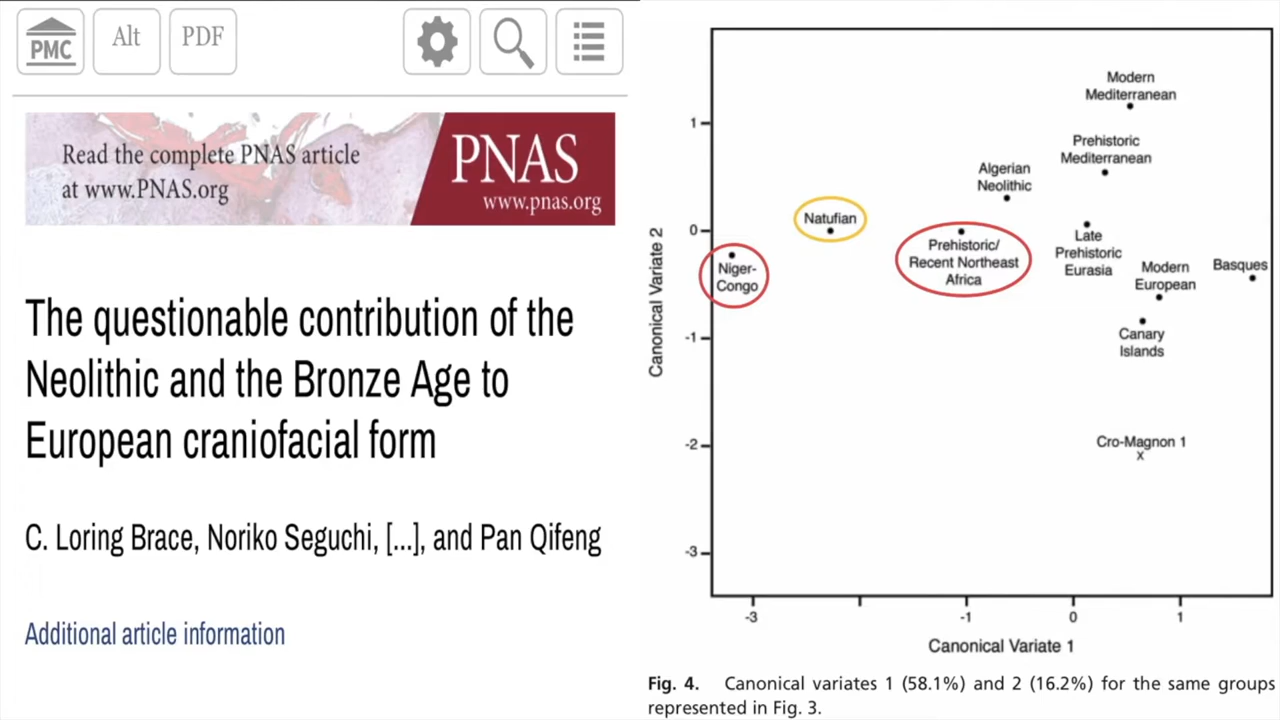 PMC
Alt
PDF
Read the complete PNAS article
at www.PNAS.org
PNAS
www.pnas.org
The questionable contribution of the
Neolithic and the Bronze Age to
European craniofacial form
C. Loring Brace, Noriko Seguchi, [...], and Pan Qifeng
Additional article information
Modern
Mediterranean
Prehistoric
Mediterranean
Algerian
Neolithic
Natufian
Prehistoric/
Recent Northeast
Africa
Niger-
Congo
Late
Prehistoric
Eurasia
Modern
European
Basques
Canary
Islands
Cro-Magnon 1
x
1
0
-1
-2
-3
Canonical Variate 2
-3
-1
0
1
Canonical Variate 1
Fig. 4. Canonical variates 1 (58.1%) and 2 (16.2%) for the same groups
represented in Fig. 3.